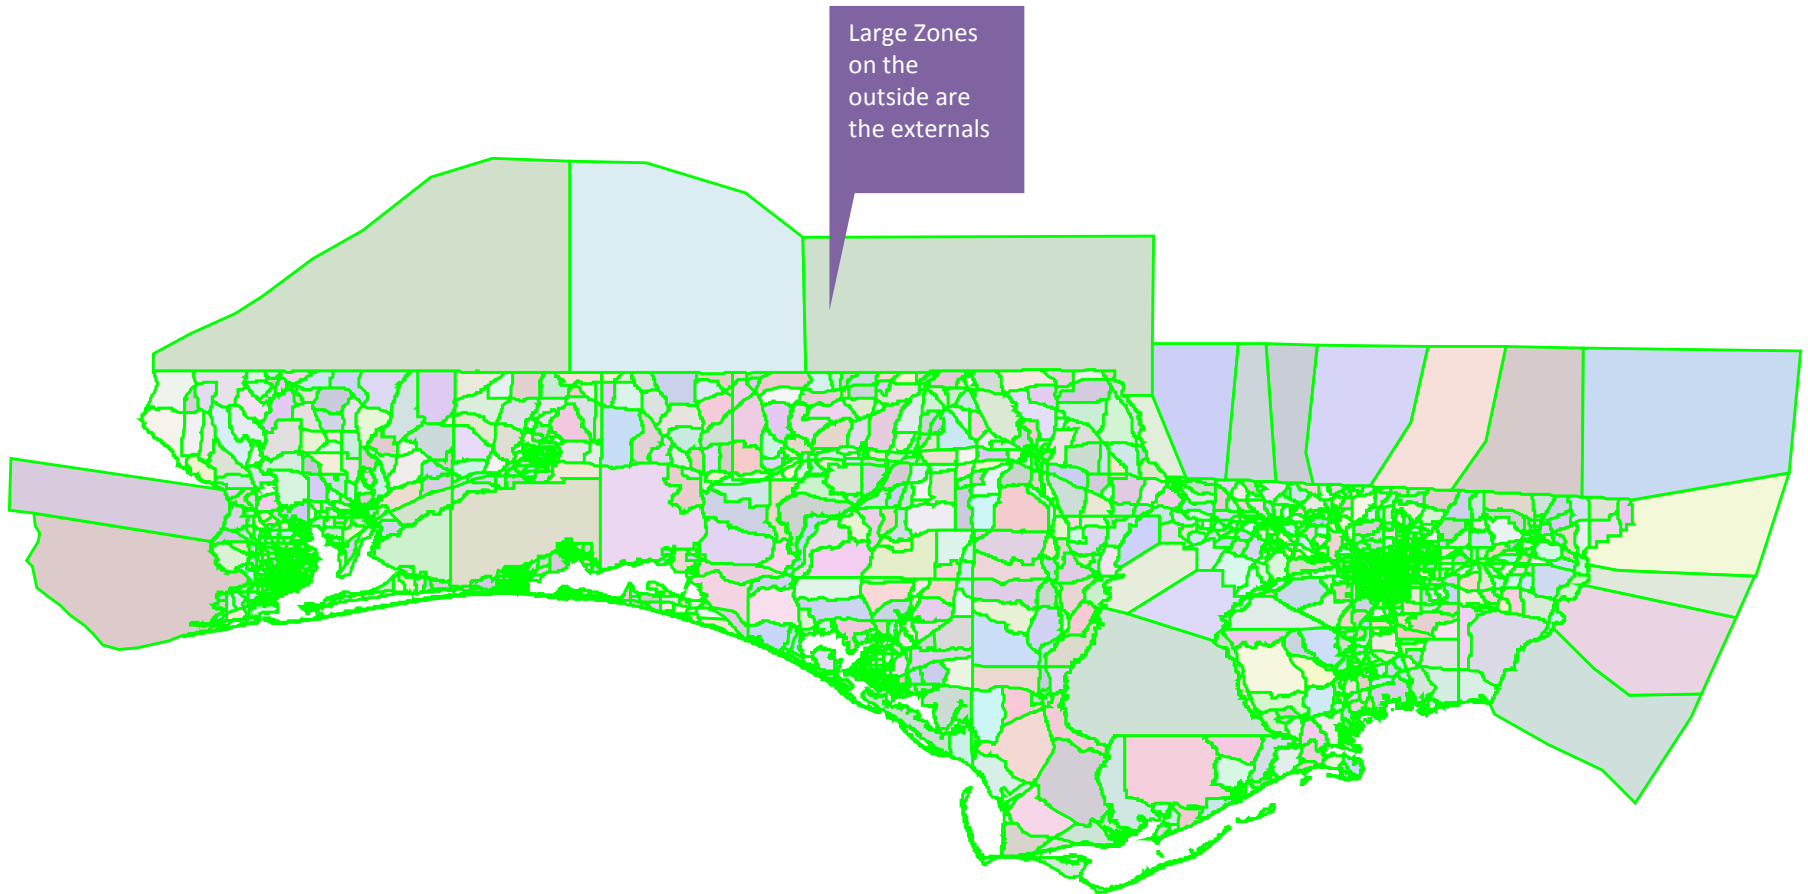 Large Zones
on the
outside are
the externals